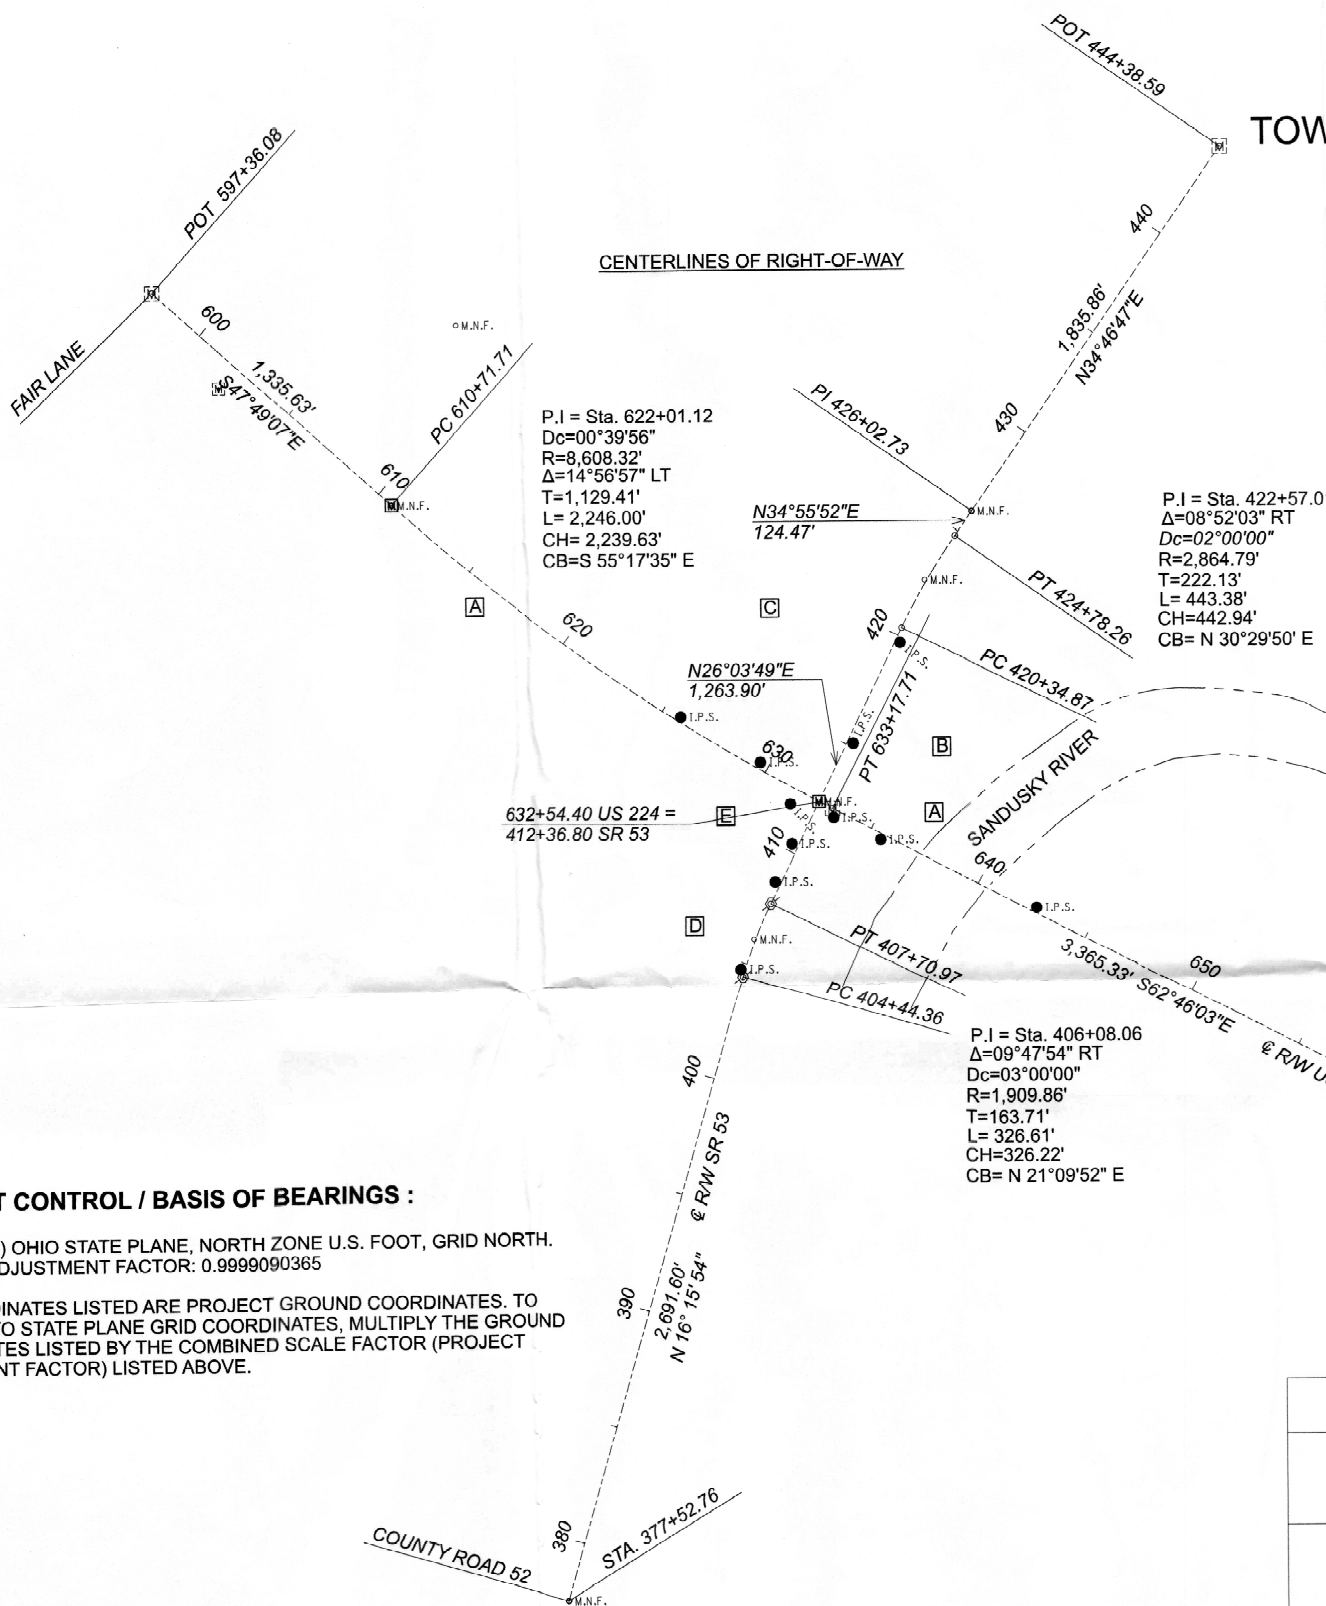 POT 444+38.59
TOW
POT 597+36.08
440
CENTERLINES OF RIGHT-OF-WAY
M
M
600
M.N.F.
1,835.86'
N34°46'47"E
FAIR LANE
1,335.63'
M
S47°49'07"E
PC 610+71.71
PI 426+02.73
430
P.I = Sta. 622+01.12
Dc=00°39'56"
R=8,608.32'
Δ=14°56'57" LT
T=1,129.41'
L= 2,246.00'
CH= 2,239.63'
CB=S 55°17'35" E
610
M.N.F.
N34°55'52"E
124.47'
M.N.F.
P.I = Sta. 422+57.0
Δ=08°52'03" RT
Dc=02°00'00"
R=2,864.79'
T=222.13'
L= 443.38'
CH=442.94'
CB= N 30°29'50' E
M.N.F.
PT 424+78.26
A
C
620
420
I.P.S.
PC 420+34.87
N26°03'49"E
1,263.90'
PT 633+17.71
I.P.S.
I.P.S.
B
SANDUSKY RIVER
630
I.P.S.
632+54.40 US 224 =
412+36.80 SR 53
E
M
M.N.F.
I.P.S.
I.P.S.
A
410
I.P.S.
I.P.S.
640
I.P.S.
I.P.S.
D
M.N.F.
PT 407+70.97
3,365.33' S62°46'03"E
650
I.P.S.
PC 404+44.36
P.I = Sta. 406+08.06
Δ=09°47'54" RT
Dc=03°00'00"
R=1,909.86'
T=163.71'
L= 326.61'
CH=326.22'
CB= N 21°09'52" E
℄ R/W U
400
℄ R/W SR 53
T CONTROL / BASIS OF BEARINGS :
) OHIO STATE PLANE, NORTH ZONE U.S. FOOT, GRID NORTH.
DJUSTMENT FACTOR: 0.9999090365
INATES LISTED ARE PROJECT GROUND COORDINATES. TO
O STATE PLANE GRID COORDINATES, MULTIPLY THE GROUND
TES LISTED BY THE COMBINED SCALE FACTOR (PROJECT
NT FACTOR) LISTED ABOVE.
390
2,691.60'
N 16° 15' 54"
380
COUNTY ROAD 52
STA. 377+52.76
M.N.F.